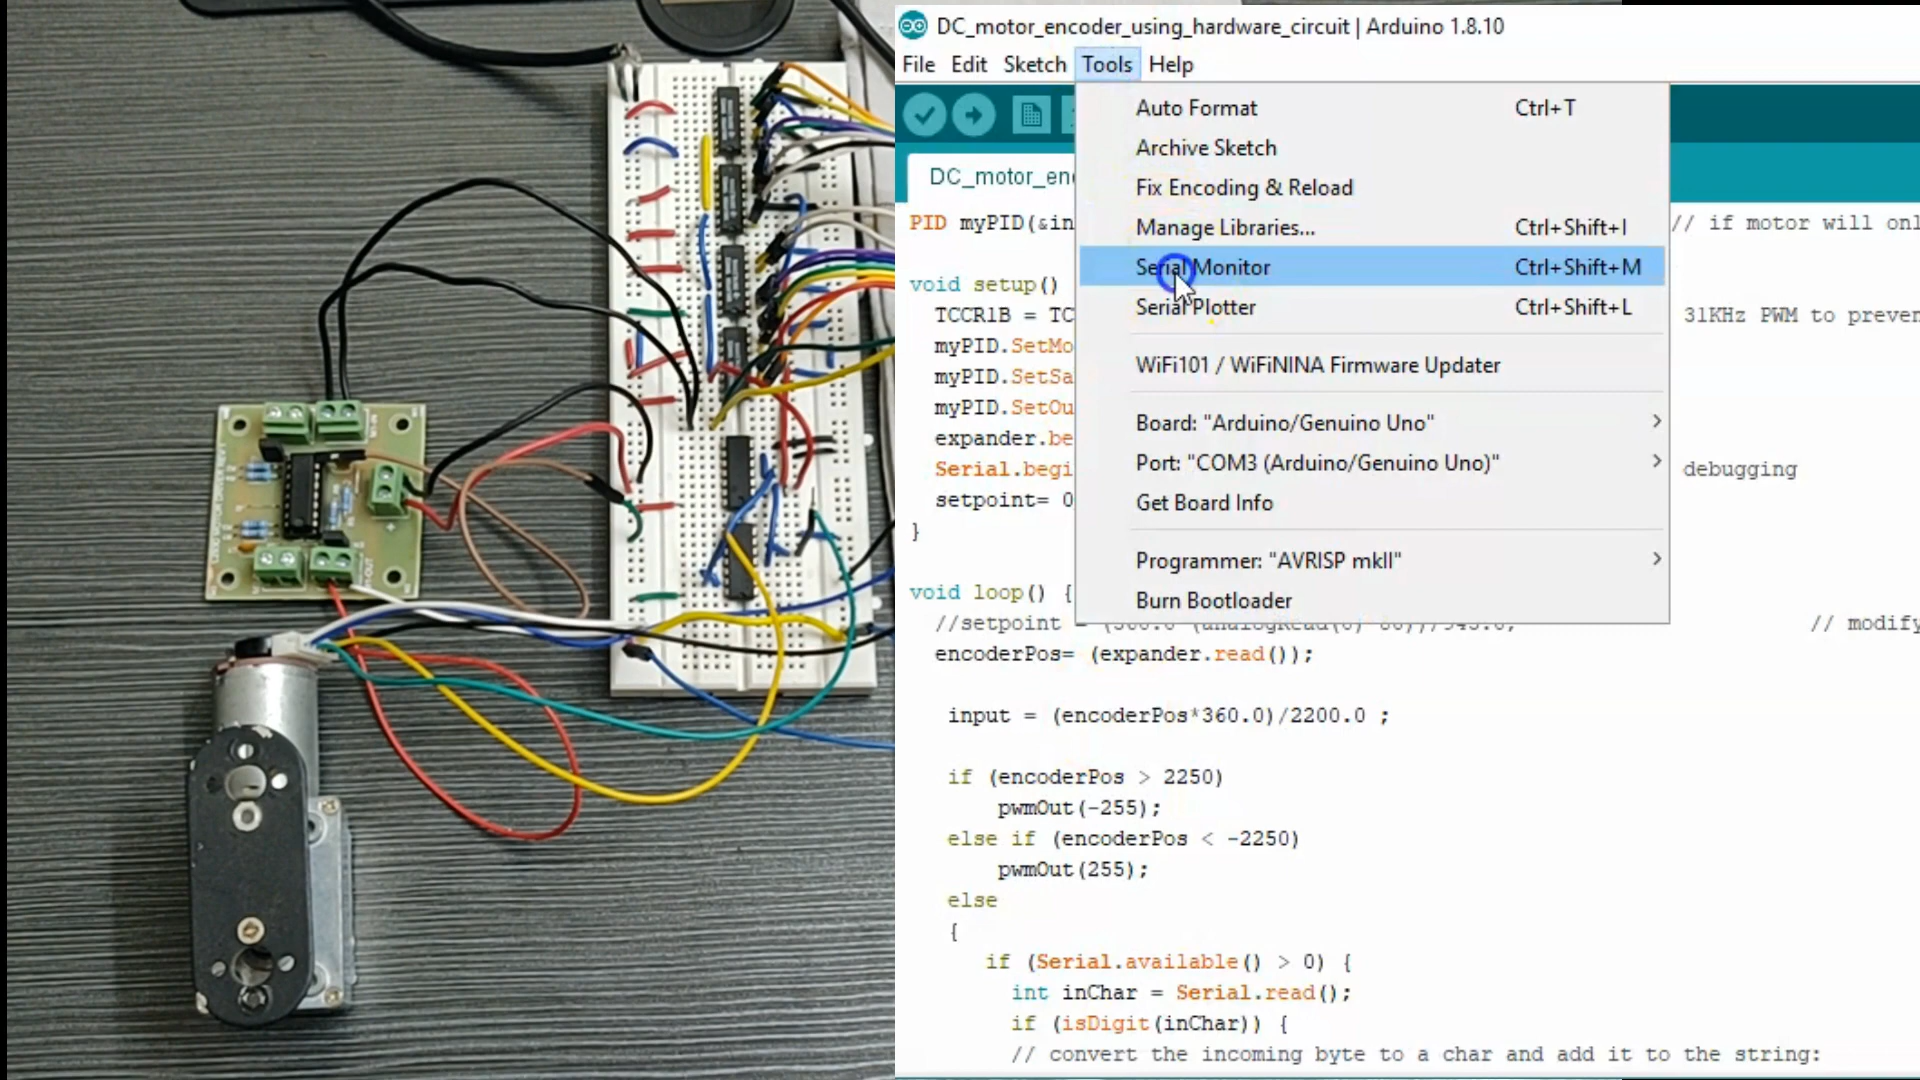 DC_motor_encoder_using_hardware_circuit | Arduino 1.8.10
File Edit Sketch Tools Help
Auto Format Ctrl+T
Archive Sketch
Fix Encoding & Reload
Manage Libraries... Ctrl+Shift+I
Serial Monitor Ctrl+Shift+M
Serial Plotter Ctrl+Shift+L
WiFi101 / WiFiNINA Firmware Updater
Board: "Arduino/Genuino Uno"
Port: "COM3 (Arduino/Genuino Uno)"
Get Board Info
Programmer: "AVRISP mkII"
Burn Bootloader
DC_motor_en
PID myPID(&in // if motor will onl
void setup()
TCCR1B = TC 31KHz PWM to preven
myPID.SetMo
myPID.SetSa
myPID.SetOu
expander.be
Serial.begi debugging
setpoint= 0
}
void loop() {
//setpoint = // modify
encoderPos= (expander.read());
input = (encoderPos*360.0)/2200.0 ;
if (encoderPos > 2250)
pwmOut(-255);
else if (encoderPos < -2250)
pwmOut(255);
else
{
if (Serial.available() > 0) {
int inChar = Serial.read();
if (isDigit(inChar)) {
// convert the incoming byte to a char and add it to the string: